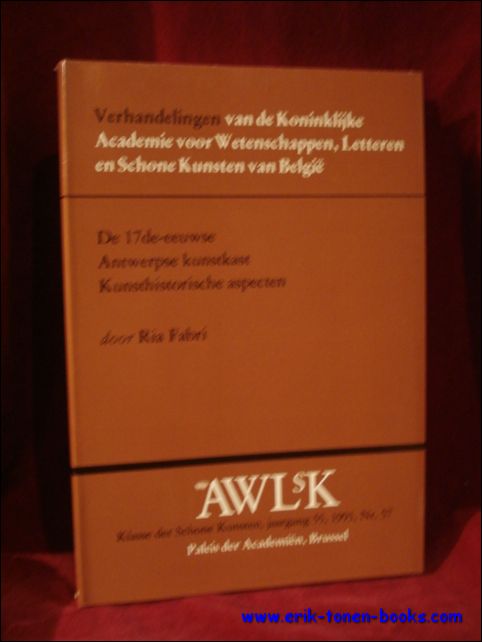 Verhandelingen van de Koninklijke
Academie voor Wetenschappen, Letteren
en Schone Kunsten van België
De 17de-eeuwse
Antwerpse kunstkast
Kunsthistorische aspecten
door Ria Fabri
AWLSK
Klasse der Schone Kunsten, jaargang 55, 1993, Nr. 57
Paleis der Academiën, Brussel
www.erik-tonen-books.com